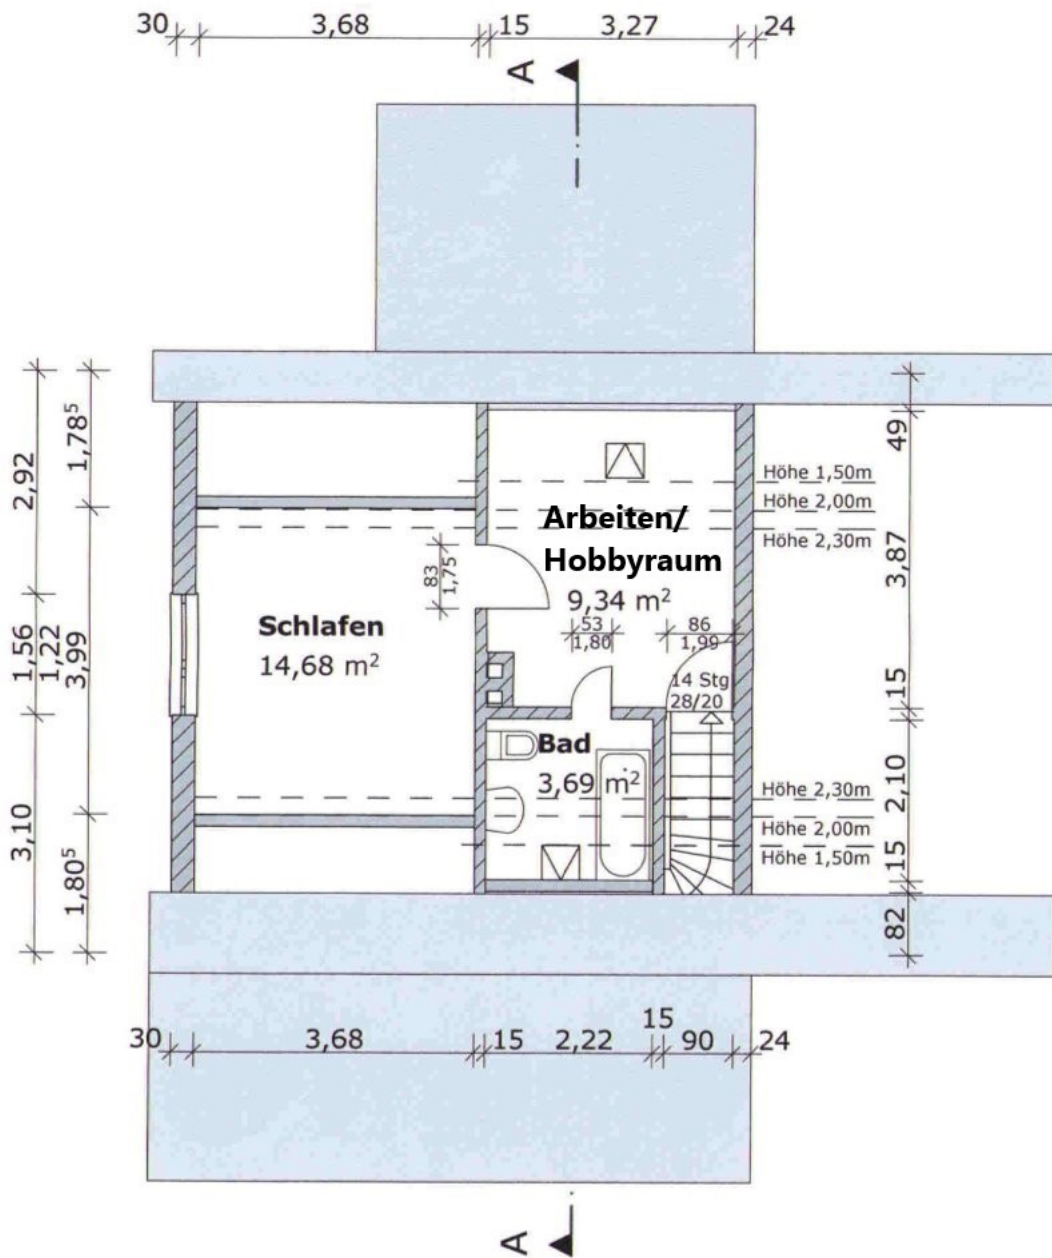 30 3,68 15 3,27 24
A
2,92
1,78⁵
49
Höhe 1,50m
Höhe 2,00m
Höhe 2,30m
Arbeiten/
Hobbyraum
9,34 m²
83
1,75
3,87
Schlafen
14,68 m²
53
1,80
86
1,99
1,56
1,22
3,99
14 Stg
28/20
15
Bad
3,69 m²
2,10
Höhe 2,30m
Höhe 2,00m
Höhe 1,50m
3,10
1,80⁵
15
82
15
30 3,68 15 2,22 90 24
A